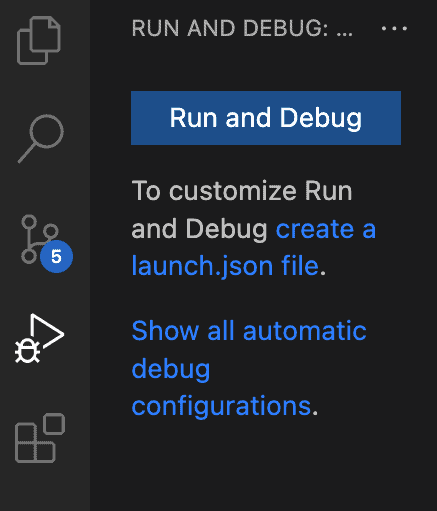 RUN AND DEBUG: ...
Run and Debug
To customize Run
and Debug create a
launch.json file.
5
Show all automatic
debug
configurations.